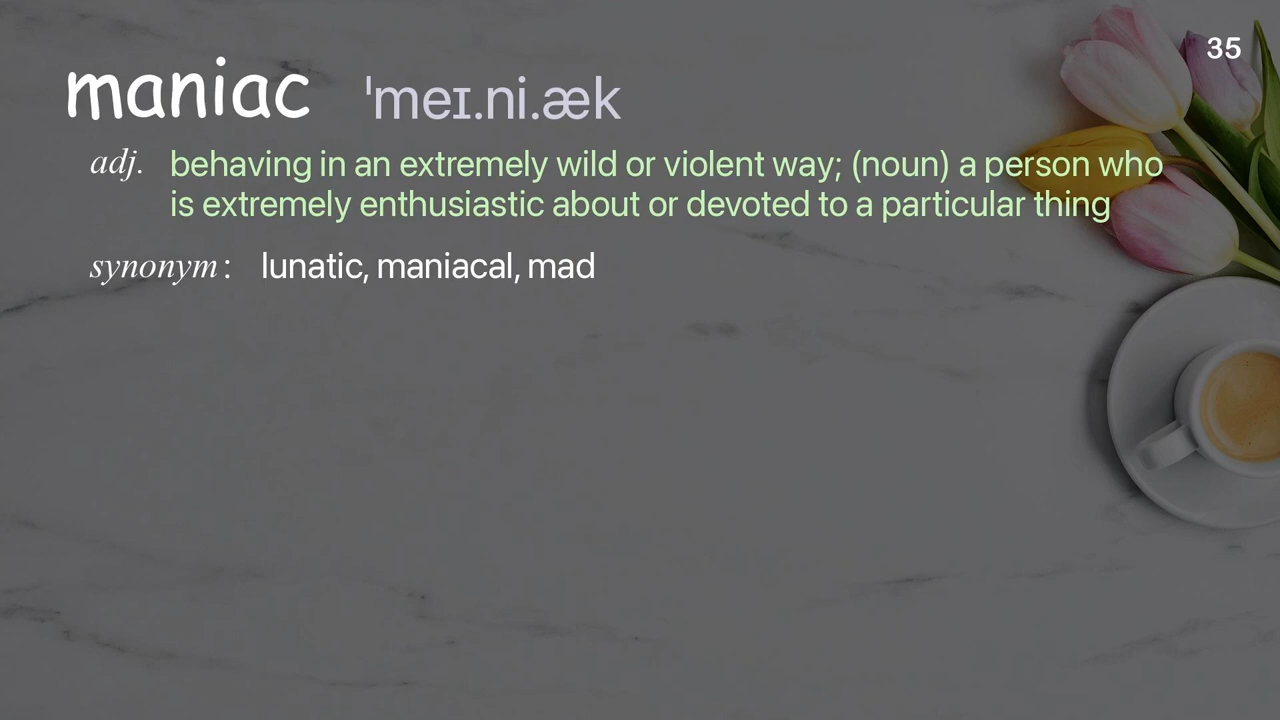 35
maniac ˈmeɪ.ni.æk
adj. behaving in an extremely wild or violent way; (noun) a person who
is extremely enthusiastic about or devoted to a particular thing
synonym: lunatic, maniacal, mad